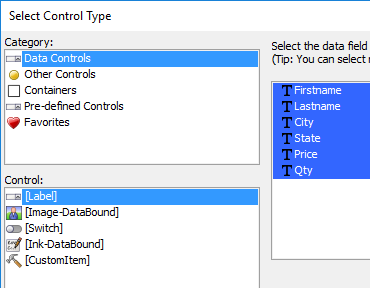 Select Control Type
Category:
Data Controls
Other Controls
Containers
Pre-defined Controls
Favorites
Control:
[Label]
[Image-DataBound]
[Switch]
[Ink-DataBound]
[CustomItem]
Select the data field
(Tip: You can select
Firstname
Lastname
City
State
Price
Qty